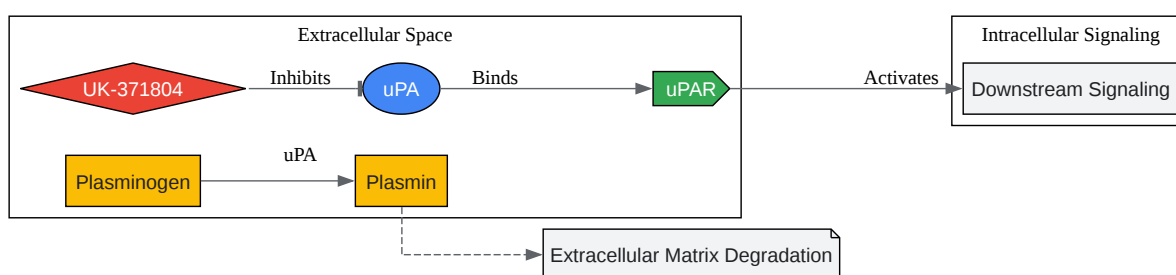 Extracellular Space
Intracellular Signaling
UK-371804
Inhibits
uPA
Binds
uPAR
Activates
Downstream Signaling
Plasminogen
uPA
Plasmin
Extracellular Matrix Degradation